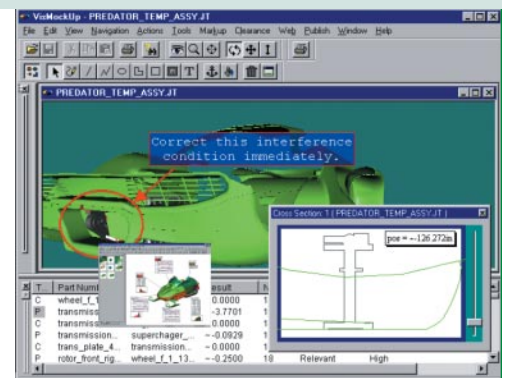 VisMockUp - PREDATOR_TEMP_ASSY.JT
File Edit View Navigation Actions Tools Markup Clearance Web Publish Window Help
PREDATOR_TEMP_ASSY.JT
Correct this interference
condition immediately.
Cross Section: 1 ( PREDATOR_TEMP_ASSY.JT )
pos = -126.272m
T... Part Numb esult
C wheel_f_1 0.0000
P transmiss -3.7701
C transmiss 0.0000
P transmission... superchager_... ~-0.0929
C trans_plate_4... transmission... ~0.0000
P rotor_front_rig... wheel_f_1_13... ~-0.2500 18 Relevant High